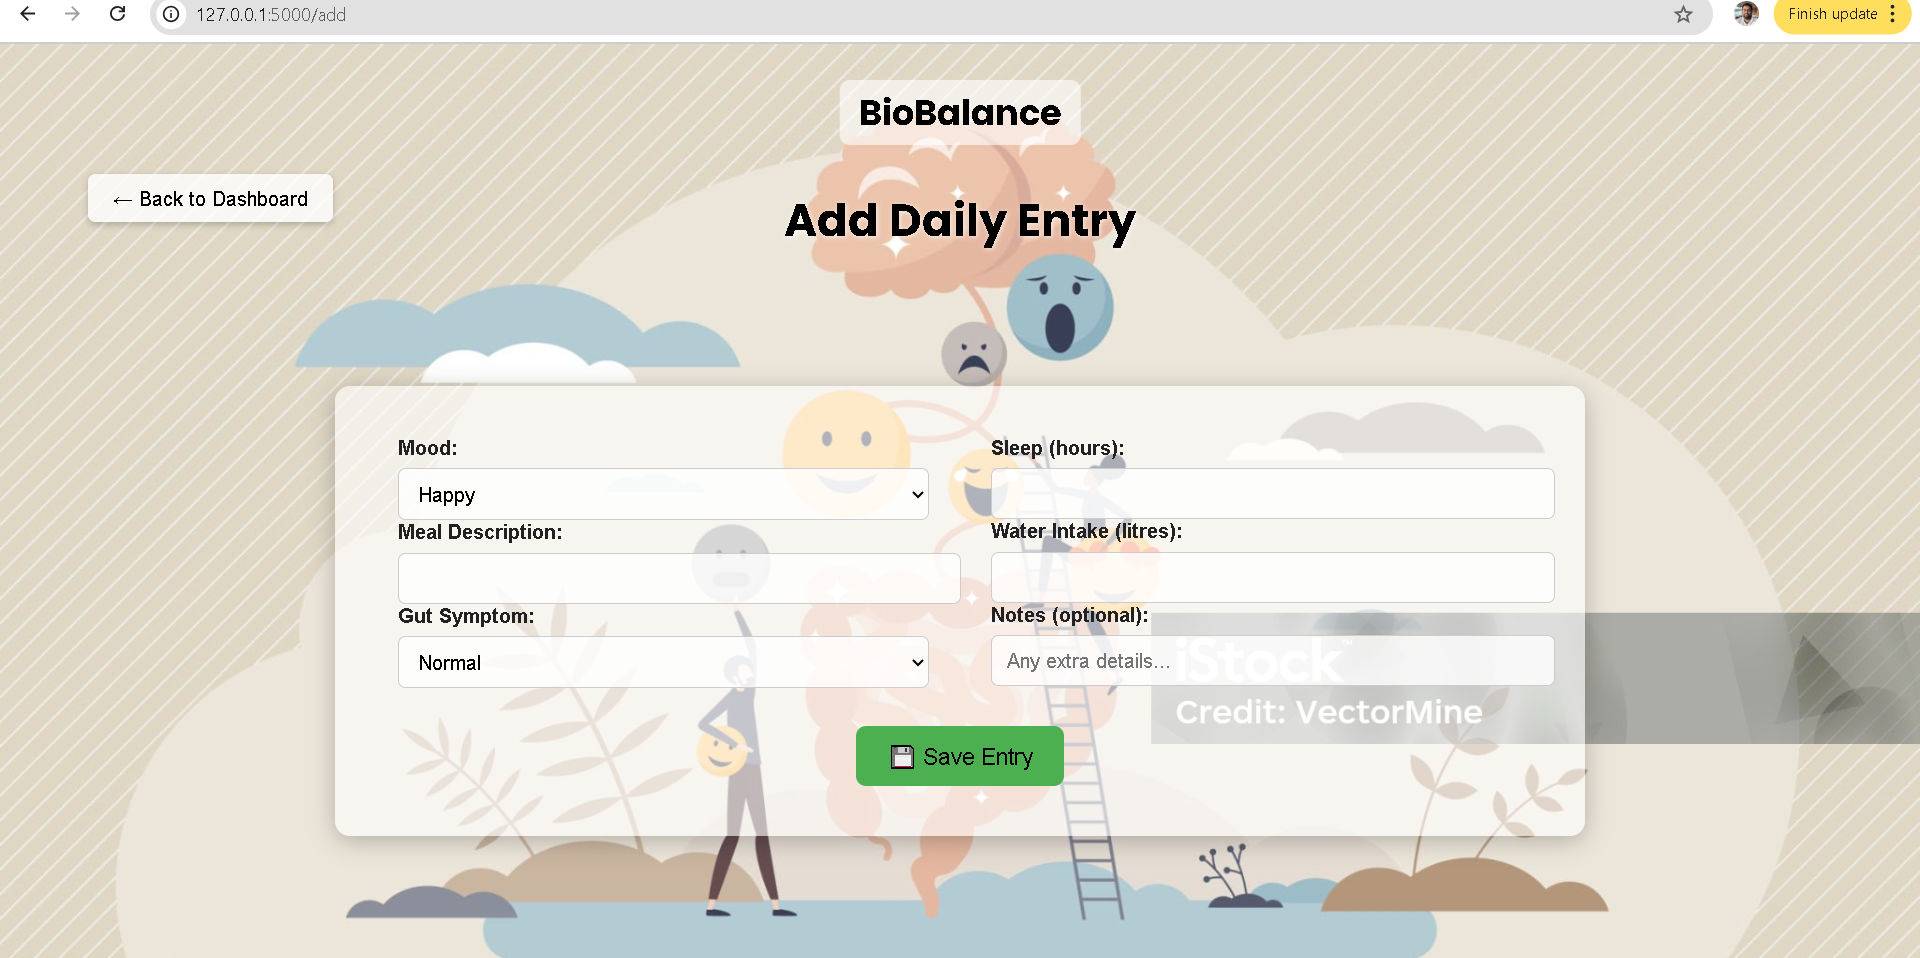 127.0.0.1:5000/add
Finish update
BioBalance
← Back to Dashboard
Add Daily Entry
Mood:
Happy
Sleep (hours):
Meal Description:
Water Intake (litres):
Gut Symptom:
Normal
Notes (optional):
Any extra details...
iStock™
Credit: VectorMine
💾 Save Entry